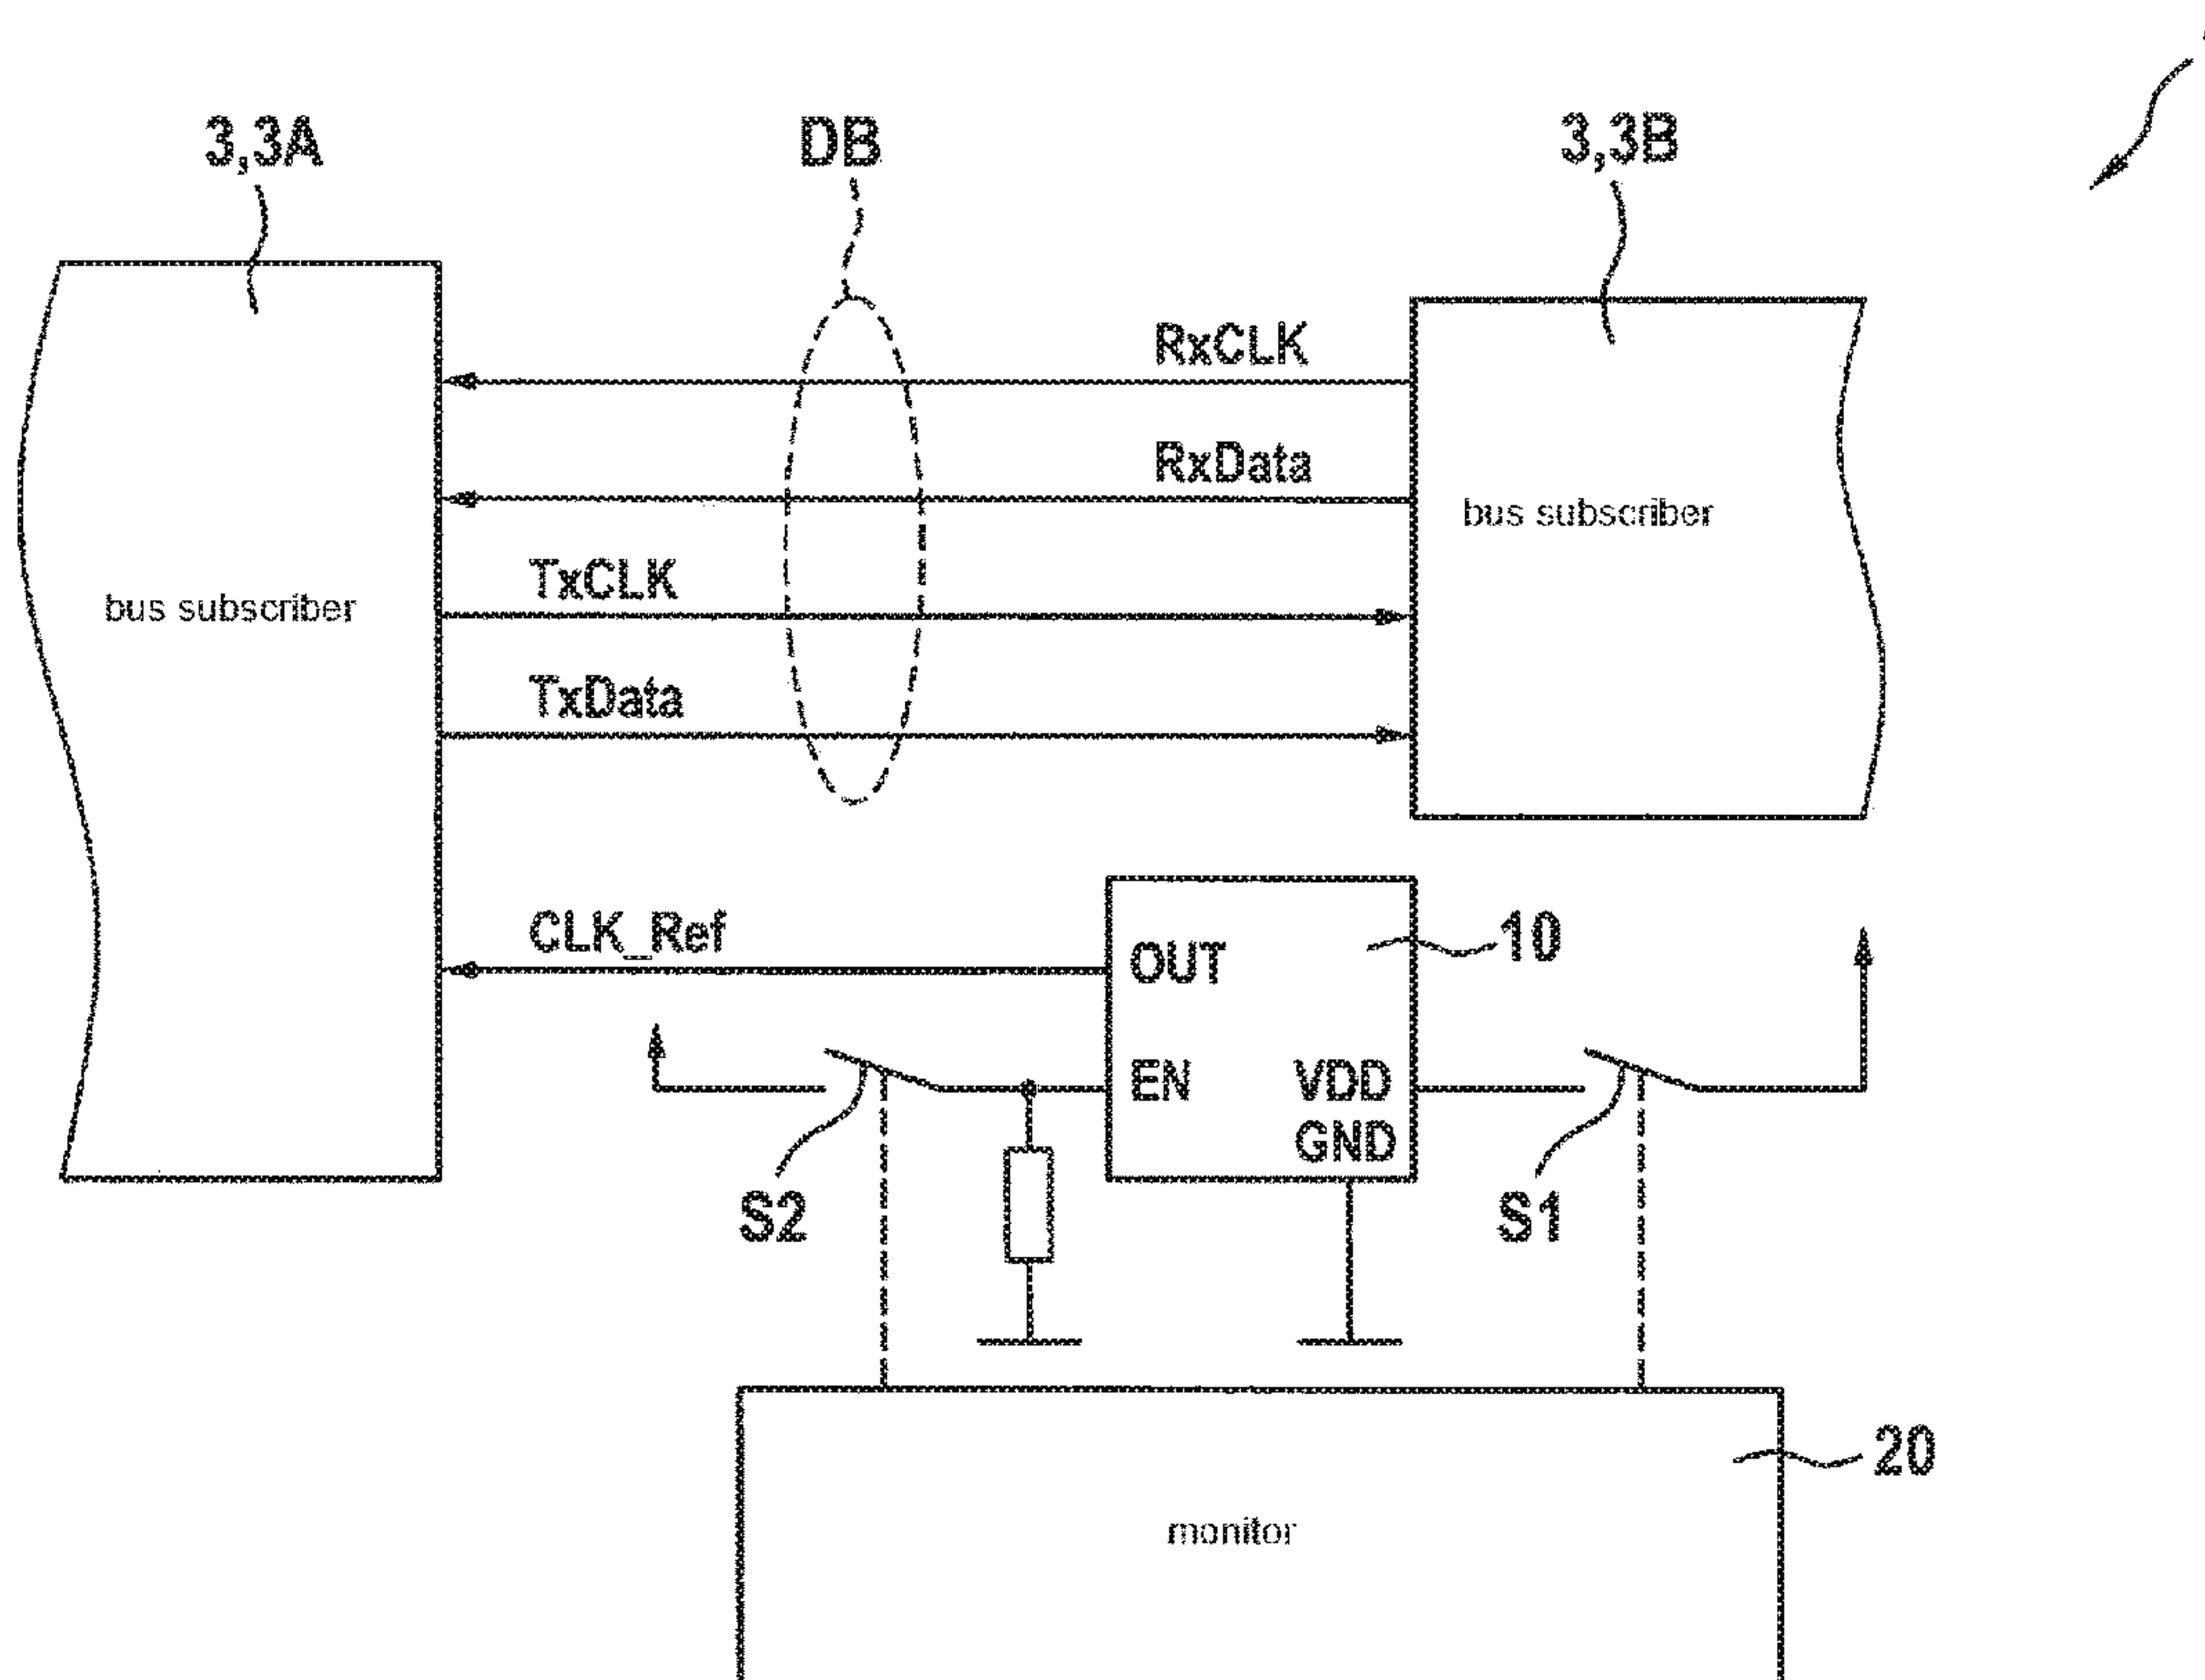 3,3A
DB
3,3B
RxCLK
RxData
bus subscriber
TxCLK
bus subscriber
TxData
CLK_Ref
10
OUT
EN
VDD
GND
S2
S1
20
monitor